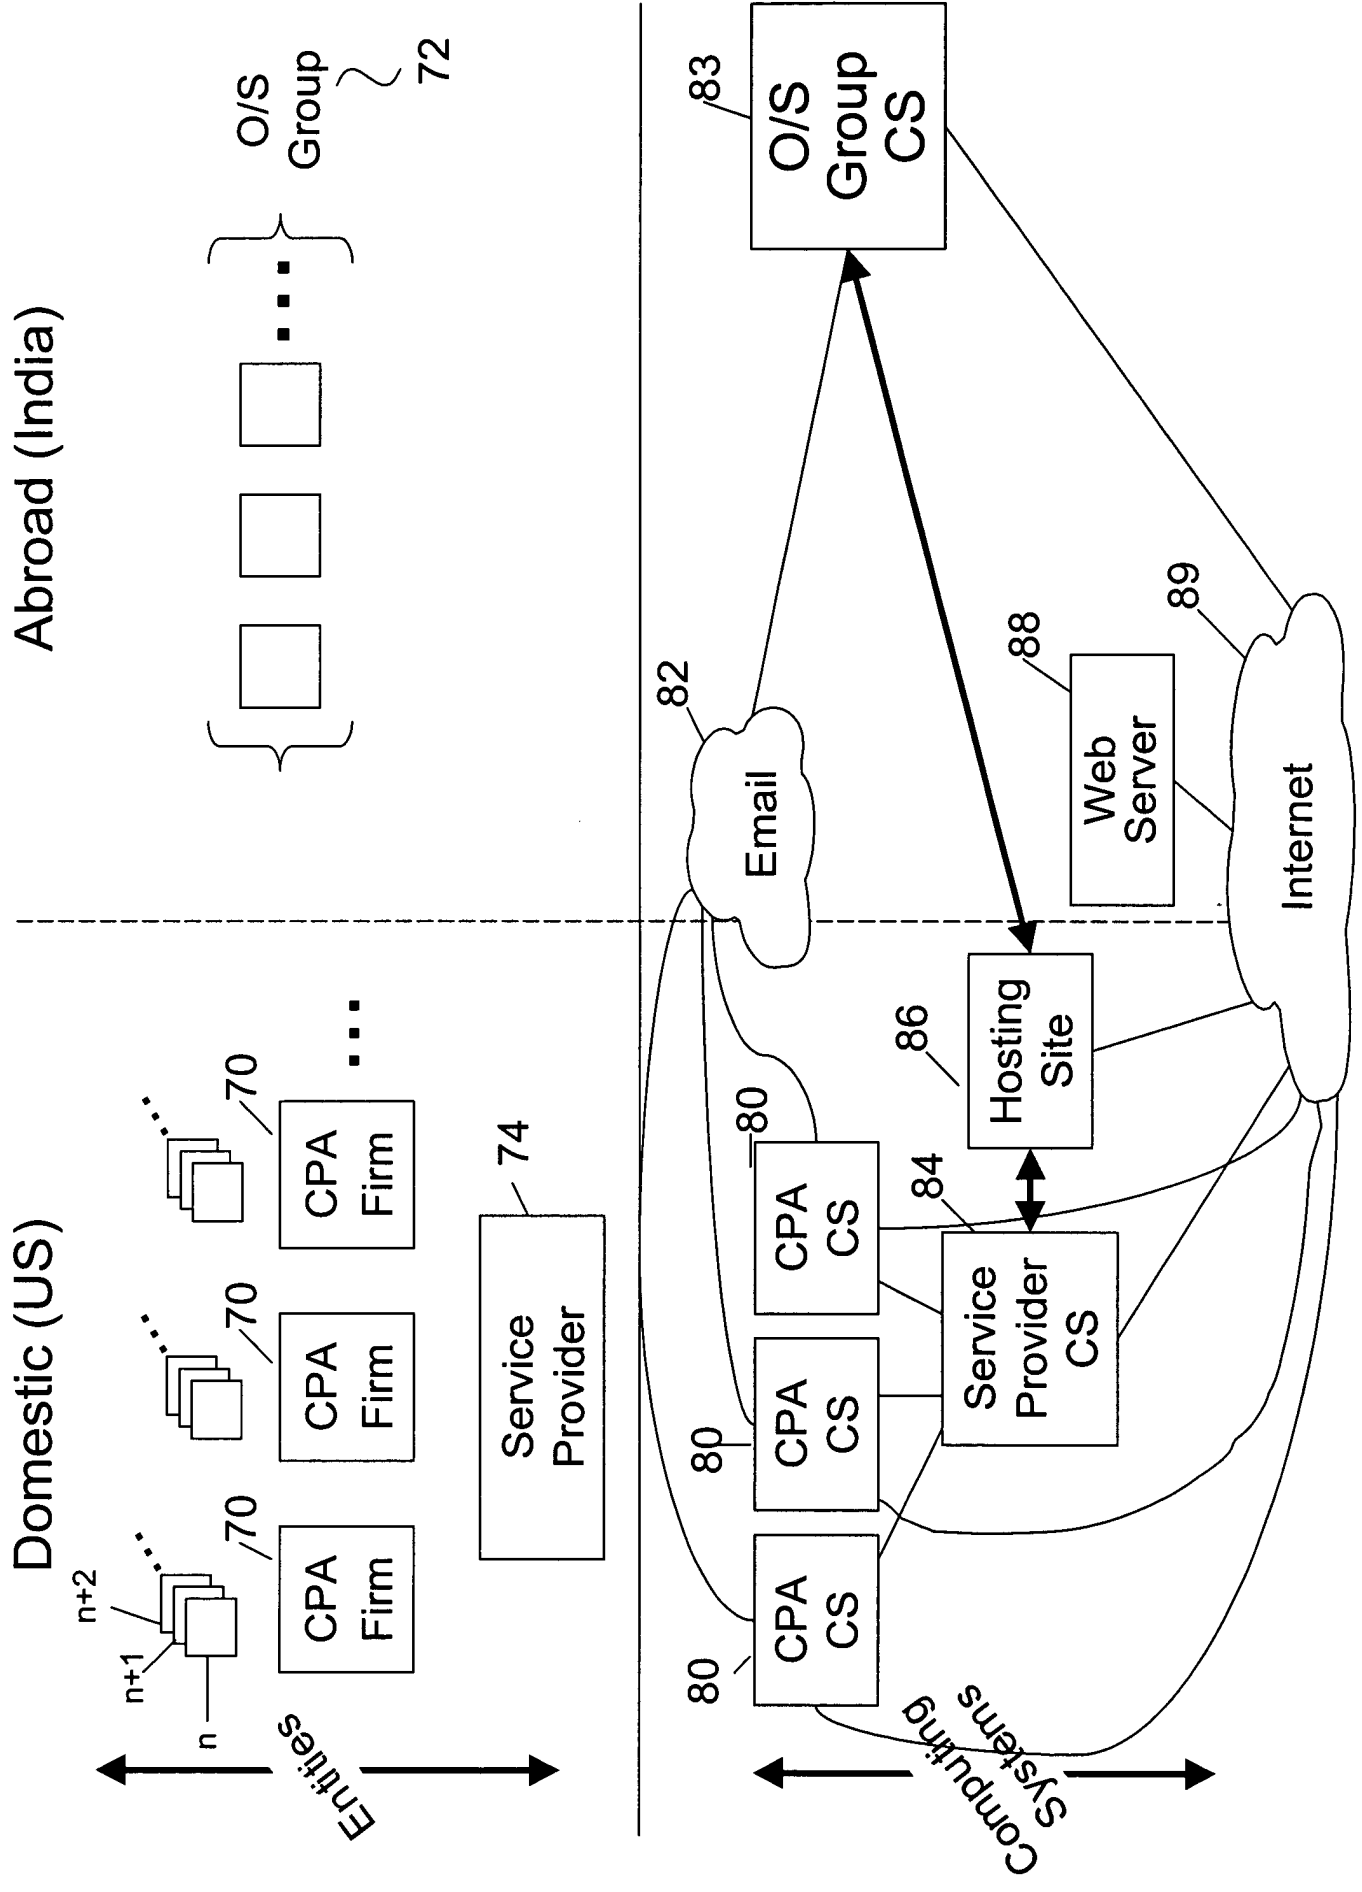 Domestic (US)
Abroad (India)
n+2
n+1
n
70
70
70
CPA
Firm
CPA
Firm
CPA
Firm
O/S
Group
72
Entities
74
Service
Provider
82
Email
83
O/S
Group
CS
80
80
80
CPA
CS
CPA
CS
CPA
CS
84
Service
Provider
CS
86
Hosting
Site
88
Web
Server
89
Internet
Computing
Systems